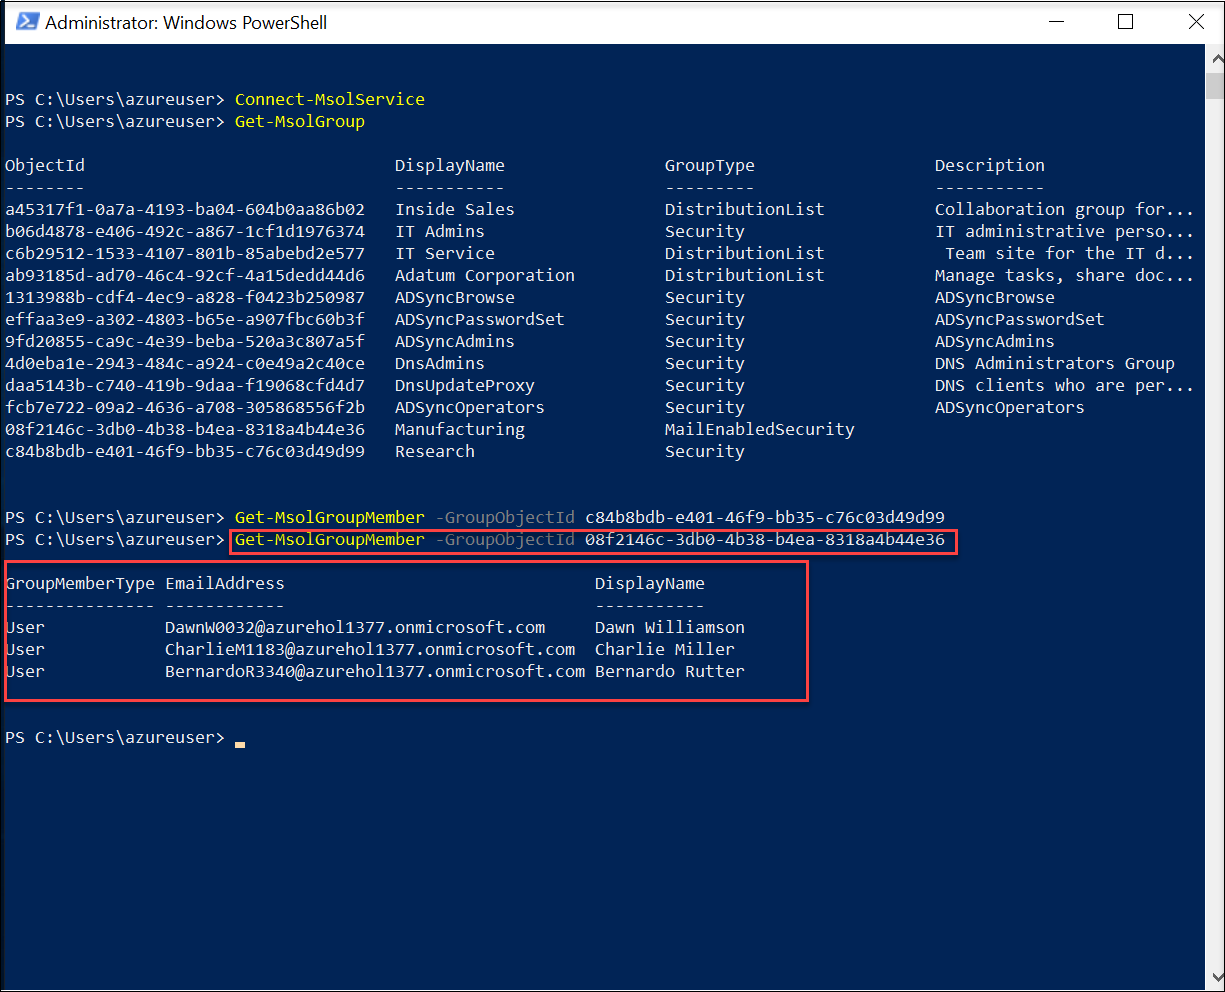 Administrator: Windows PowerShell
PS C:\Users\azureuser> Connect-MsolService
PS C:\Users\azureuser> Get-MsolGroup
ObjectId DisplayName GroupType Description
-------- ----------- --------- -----------
a45317f1-0a7a-4193-ba04-604b0aa86b02 Inside Sales DistributionList Collaboration group for...
b06d4878-e406-492c-a867-1cf1d1976374 IT Admins Security IT administrative perso...
c6b29512-1533-4107-801b-85abebd2e577 IT Service DistributionList Team site for the IT d...
ab93185d-ad70-46c4-92cf-4a15dedd44d6 Adatum Corporation DistributionList Manage tasks, share doc...
1313988b-cdf4-4ec9-a828-f0423b250987 ADSyncBrowse Security ADSyncBrowse
effaa3e9-a302-4803-b65e-a907fbc60b3f ADSyncPasswordSet Security ADSyncPasswordSet
9fd20855-ca9c-4e39-beba-520a3c807a5f ADSyncAdmins Security ADSyncAdmins
4d0eba1e-2943-484c-a924-c0e49a2c40ce DnsAdmins Security DNS Administrators Group
daa5143b-c740-419b-9daa-f19068cfd4d7 DnsUpdateProxy Security DNS clients who are per...
fcb7e722-09a2-4636-a708-305868556f2b ADSyncOperators Security ADSyncOperators
08f2146c-3db0-4b38-b4ea-8318a4b44e36 Manufacturing MailEnabledSecurity
c84b8bdb-e401-46f9-bb35-c76c03d49d99 Research Security
PS C:\Users\azureuser> Get-MsolGroupMember -GroupObjectId c84b8bdb-e401-46f9-bb35-c76c03d49d99
PS C:\Users\azureuser> Get-MsolGroupMember -GroupObjectId 08f2146c-3db0-4b38-b4ea-8318a4b44e36
GroupMemberType EmailAddress DisplayName
--------------- ------------ -----------
User DawnW0032@azurehol1377.onmicrosoft.com Dawn Williamson
User CharlieM1183@azurehol1377.onmicrosoft.com Charlie Miller
User BernardoR3340@azurehol1377.onmicrosoft.com Bernardo Rutter
PS C:\Users\azureuser>